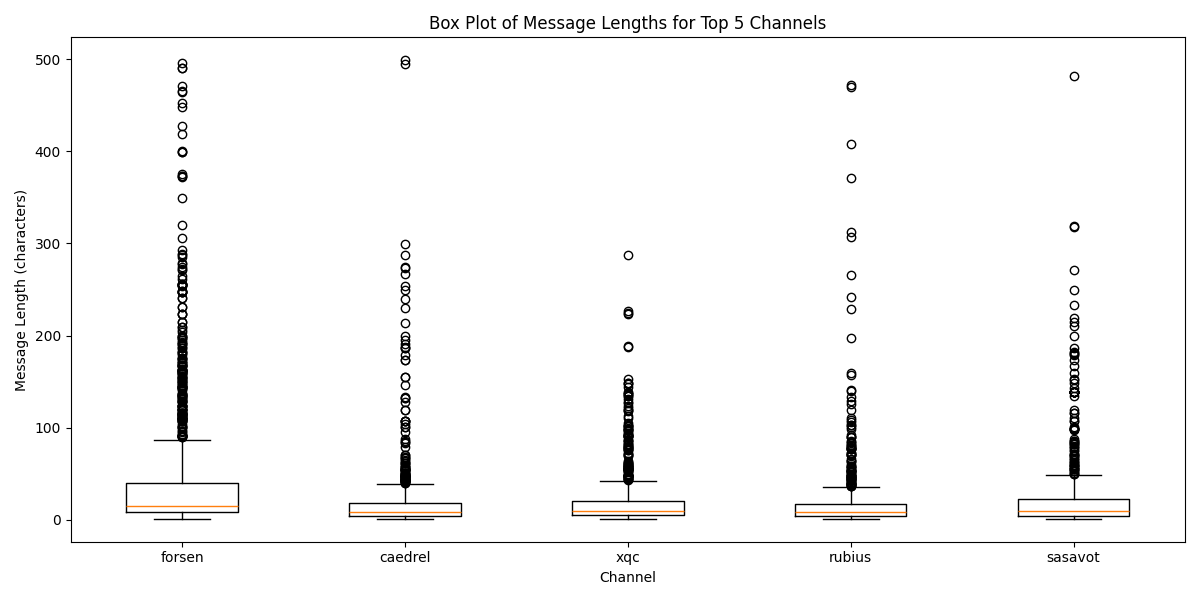 Box Plot of Message Lengths for Top 5 Channels
Message Length (characters)
500
400
300
200
100
0
forsen
caedrel
xqc
rubius
sasavot
Channel